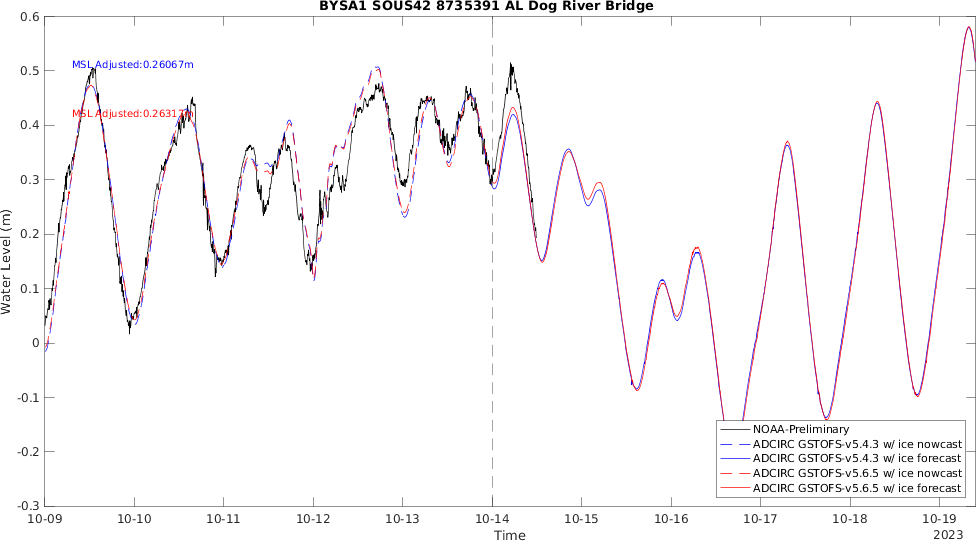 BYSA1 SOUS42 8735391 AL Dog River Bridge
0.6
0.5
0.4
0.3
0.2
0.1
0
-0.1
-0.2
-0.3
Water Level (m)
MSL Adjusted:0.26067m
MSL Adjusted:0.26317
NOAA-Preliminary
ADCIRC GSTOFS-v5.4.3 w/ ice nowcast
ADCIRC GSTOFS-v5.4.3 w/ ice forecast
ADCIRC GSTOFS-v5.6.5 w/ ice nowcast
ADCIRC GSTOFS-v5.6.5 w/ ice forecast
10-09 10-10 10-11 10-12 10-13 10-14 10-15 10-16 10-17 10-18 10-19
Time
2023